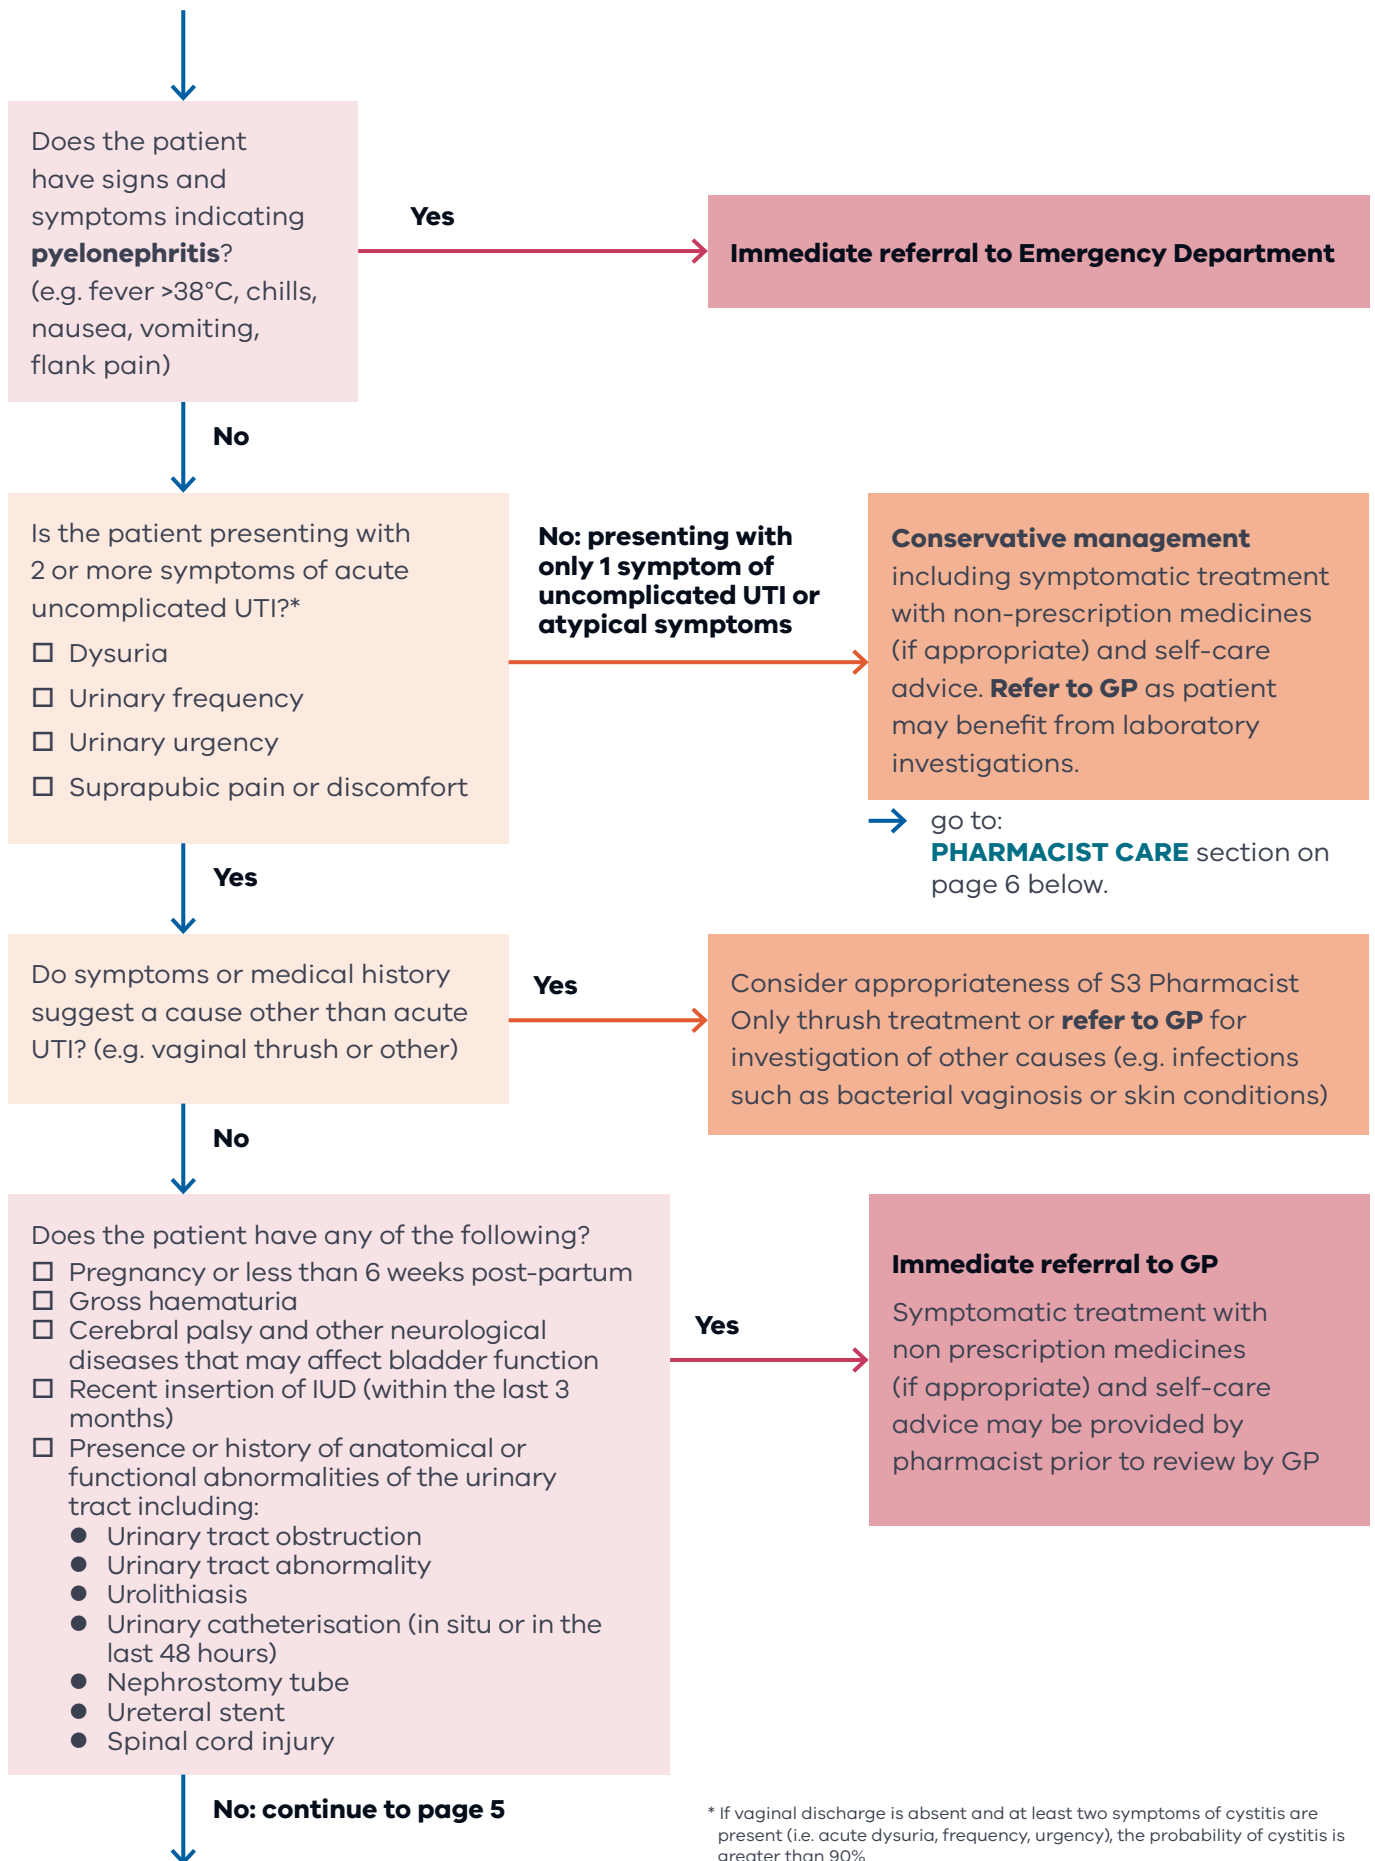 Does the patient
have signs and
symptoms indicating
pyelonephritis?
(e.g. fever >38°C, chills,
nausea, vomiting,
flank pain)
Yes
Immediate referral to Emergency Department
No
Is the patient presenting with
2 or more symptoms of acute
uncomplicated UTI?*
☐ Dysuria
☐ Urinary frequency
☐ Urinary urgency
☐ Suprapubic pain or discomfort
No: presenting with
only 1 symptom of
uncomplicated UTI or
atypical symptoms
Conservative management
including symptomatic treatment
with non-prescription medicines
(if appropriate) and self-care
advice. Refer to GP as patient
may benefit from laboratory
investigations.
go to:
PHARMACIST CARE section on
page 6 below.
Yes
Do symptoms or medical history
suggest a cause other than acute
UTI? (e.g. vaginal thrush or other)
Yes
Consider appropriateness of S3 Pharmacist
Only thrush treatment or refer to GP for
investigation of other causes (e.g. infections
such as bacterial vaginosis or skin conditions)
No
Does the patient have any of the following?
☐ Pregnancy or less than 6 weeks post-partum
☐ Gross haematuria
☐ Cerebral palsy and other neurological
diseases that may affect bladder function
☐ Recent insertion of IUD (within the last 3
months)
☐ Presence or history of anatomical or
functional abnormalities of the urinary
tract including:
● Urinary tract obstruction
● Urinary tract abnormality
● Urolithiasis
● Urinary catheterisation (in situ or in the
last 48 hours)
● Nephrostomy tube
● Ureteral stent
● Spinal cord injury
Yes
Immediate referral to GP
Symptomatic treatment with
non prescription medicines
(if appropriate) and self-care
advice may be provided by
pharmacist prior to review by GP
No: continue to page 5
* If vaginal discharge is absent and at least two symptoms of cystitis are
present (i.e. acute dysuria, frequency, urgency), the probability of cystitis is
greater than 90%